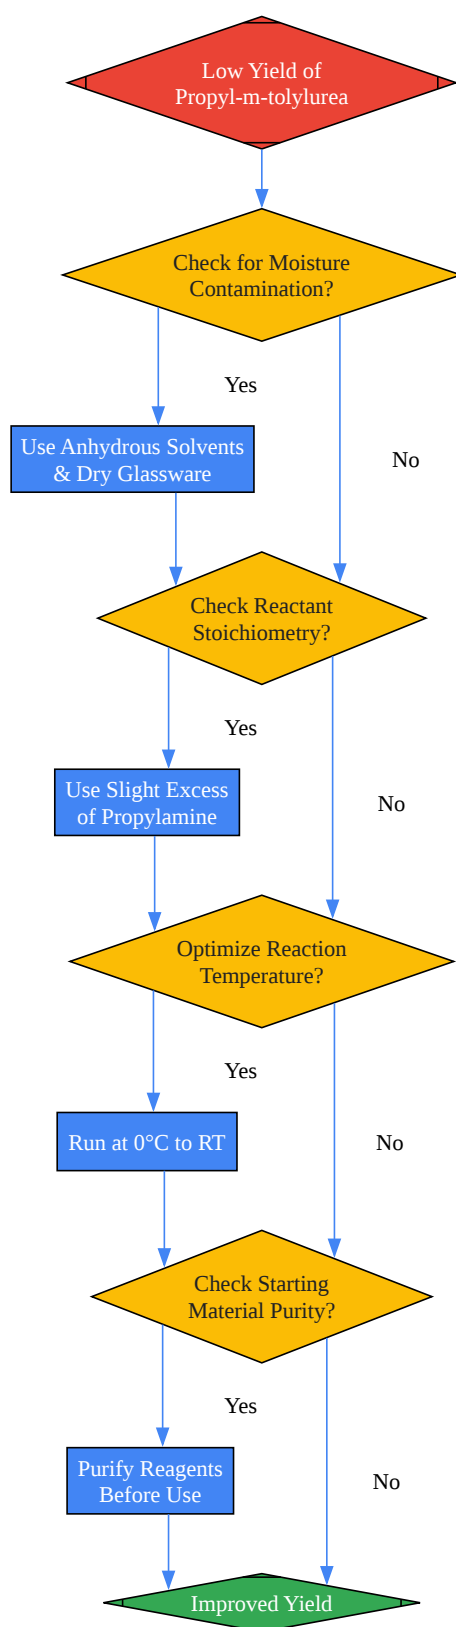 Low Yield of
Propyl-m-tolylurea
Check for Moisture
Contamination?
Yes
Use Anhydrous Solvents
& Dry Glassware
No
Check Reactant
Stoichiometry?
Yes
Use Slight Excess
of Propylamine
No
Optimize Reaction
Temperature?
Yes
Run at 0°C to RT
No
Check Starting
Material Purity?
Yes
Purify Reagents
Before Use
No
Improved Yield